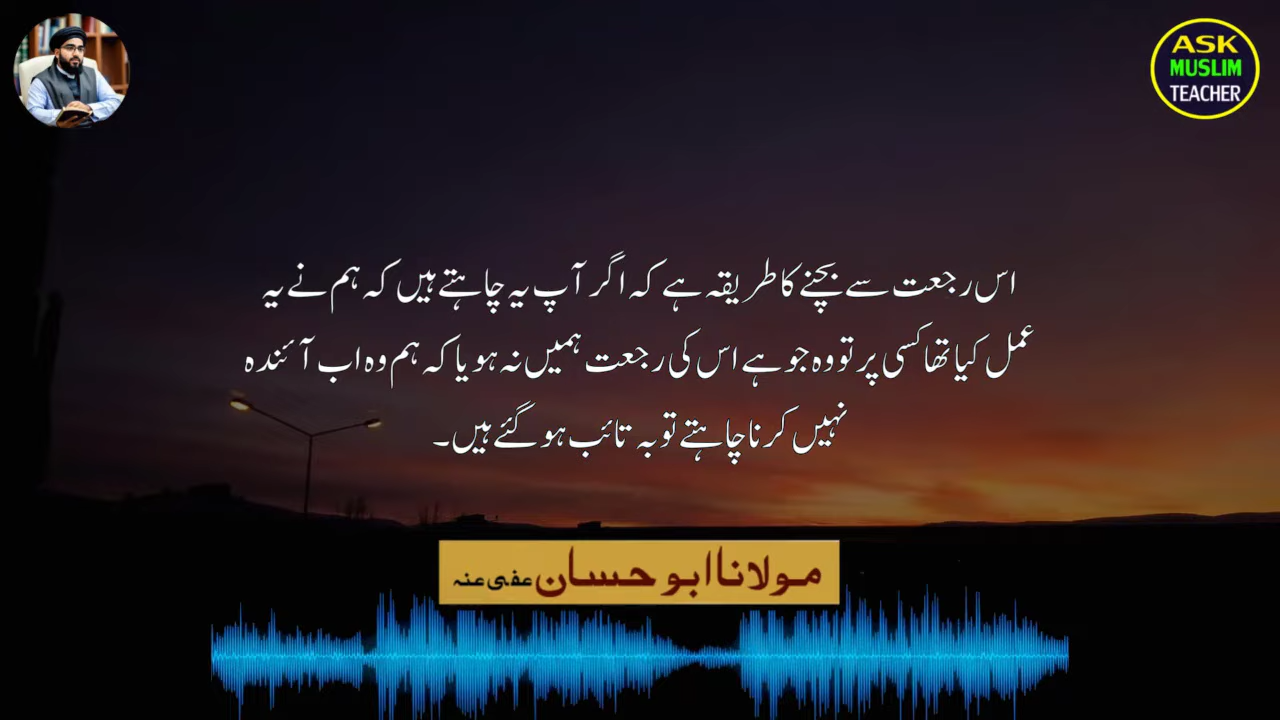 ASK
MUSLIM
TEACHER
اس رجعت سے بچنے کا طریقہ ہے کہ اگر آپ یہ چاہتے ہیں کہ ہم نے یہ
عمل کیا تھا کسی پر تو وہ جو ہے اس کی رجعت ہمیں نہ ہو یا کہ ہم وہ اب آئندہ
نہیں کرنا چاہتے توبہ تائب ہو گئے ہیں۔
مولانا ابو حسان عفی عنہ